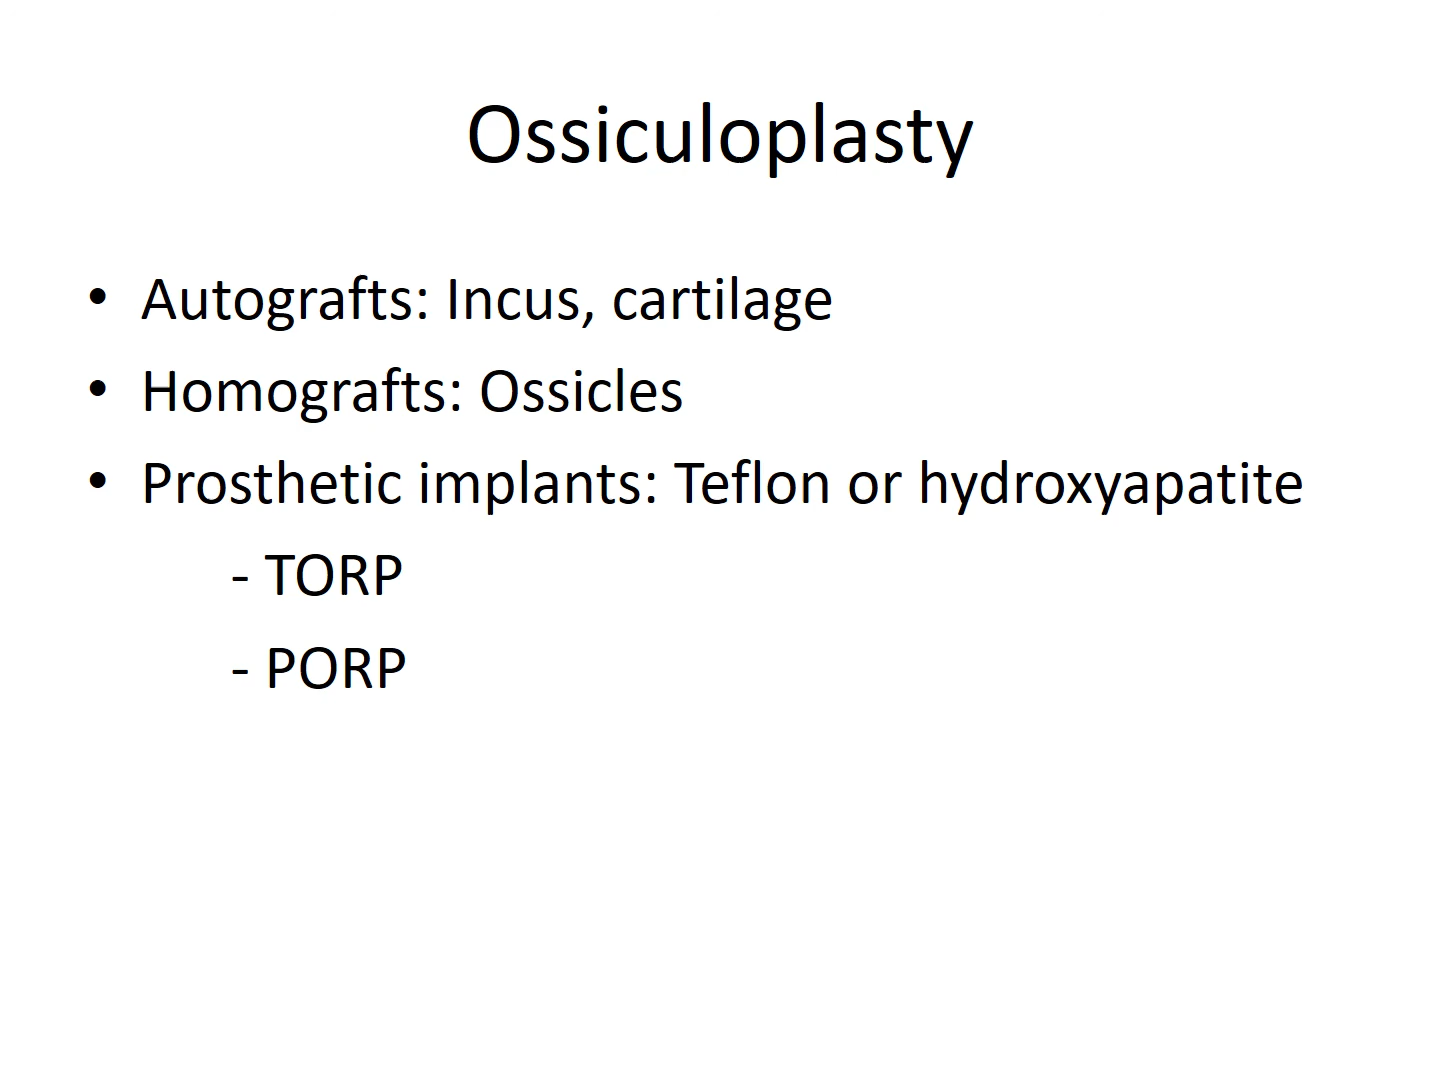 Ossiculoplasty
• Autografts: Incus, cartilage
• Homografts: Ossicles
• Prosthetic implants: Teflon or hydroxyapatite
- TORP
- PORP